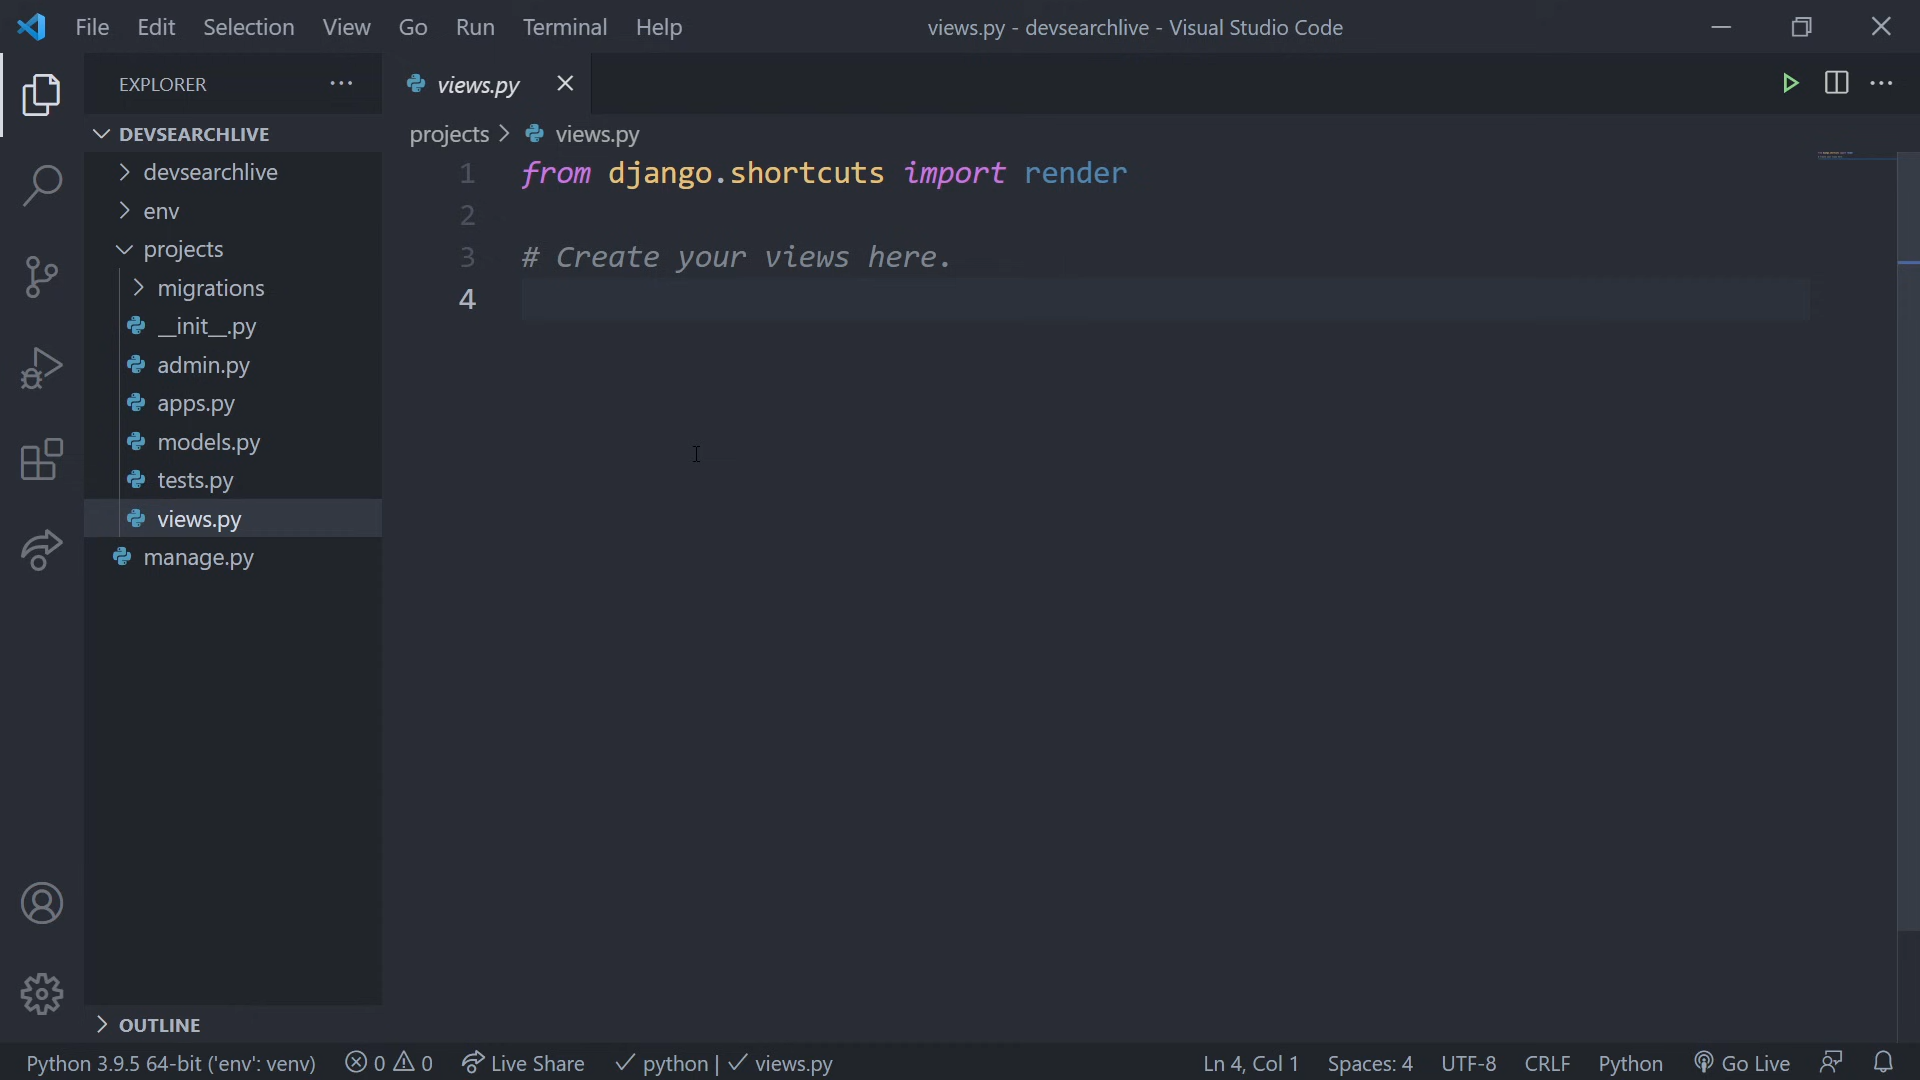 File Edit Selection View Go Run Terminal Help
views.py - devsearchlive - Visual Studio Code
EXPLORER
views.py
DEVSEARCHLIVE
projects > views.py
devsearchlive
env
projects
migrations
__init__.py
admin.py
apps.py
models.py
tests.py
views.py
manage.py
1 from django.shortcuts import render
2
3 # Create your views here.
4
OUTLINE
Python 3.9.5 64-bit ('env': venv) 0 0 Live Share python | views.py Ln 4, Col 1 Spaces: 4 UTF-8 CRLF Python Go Live